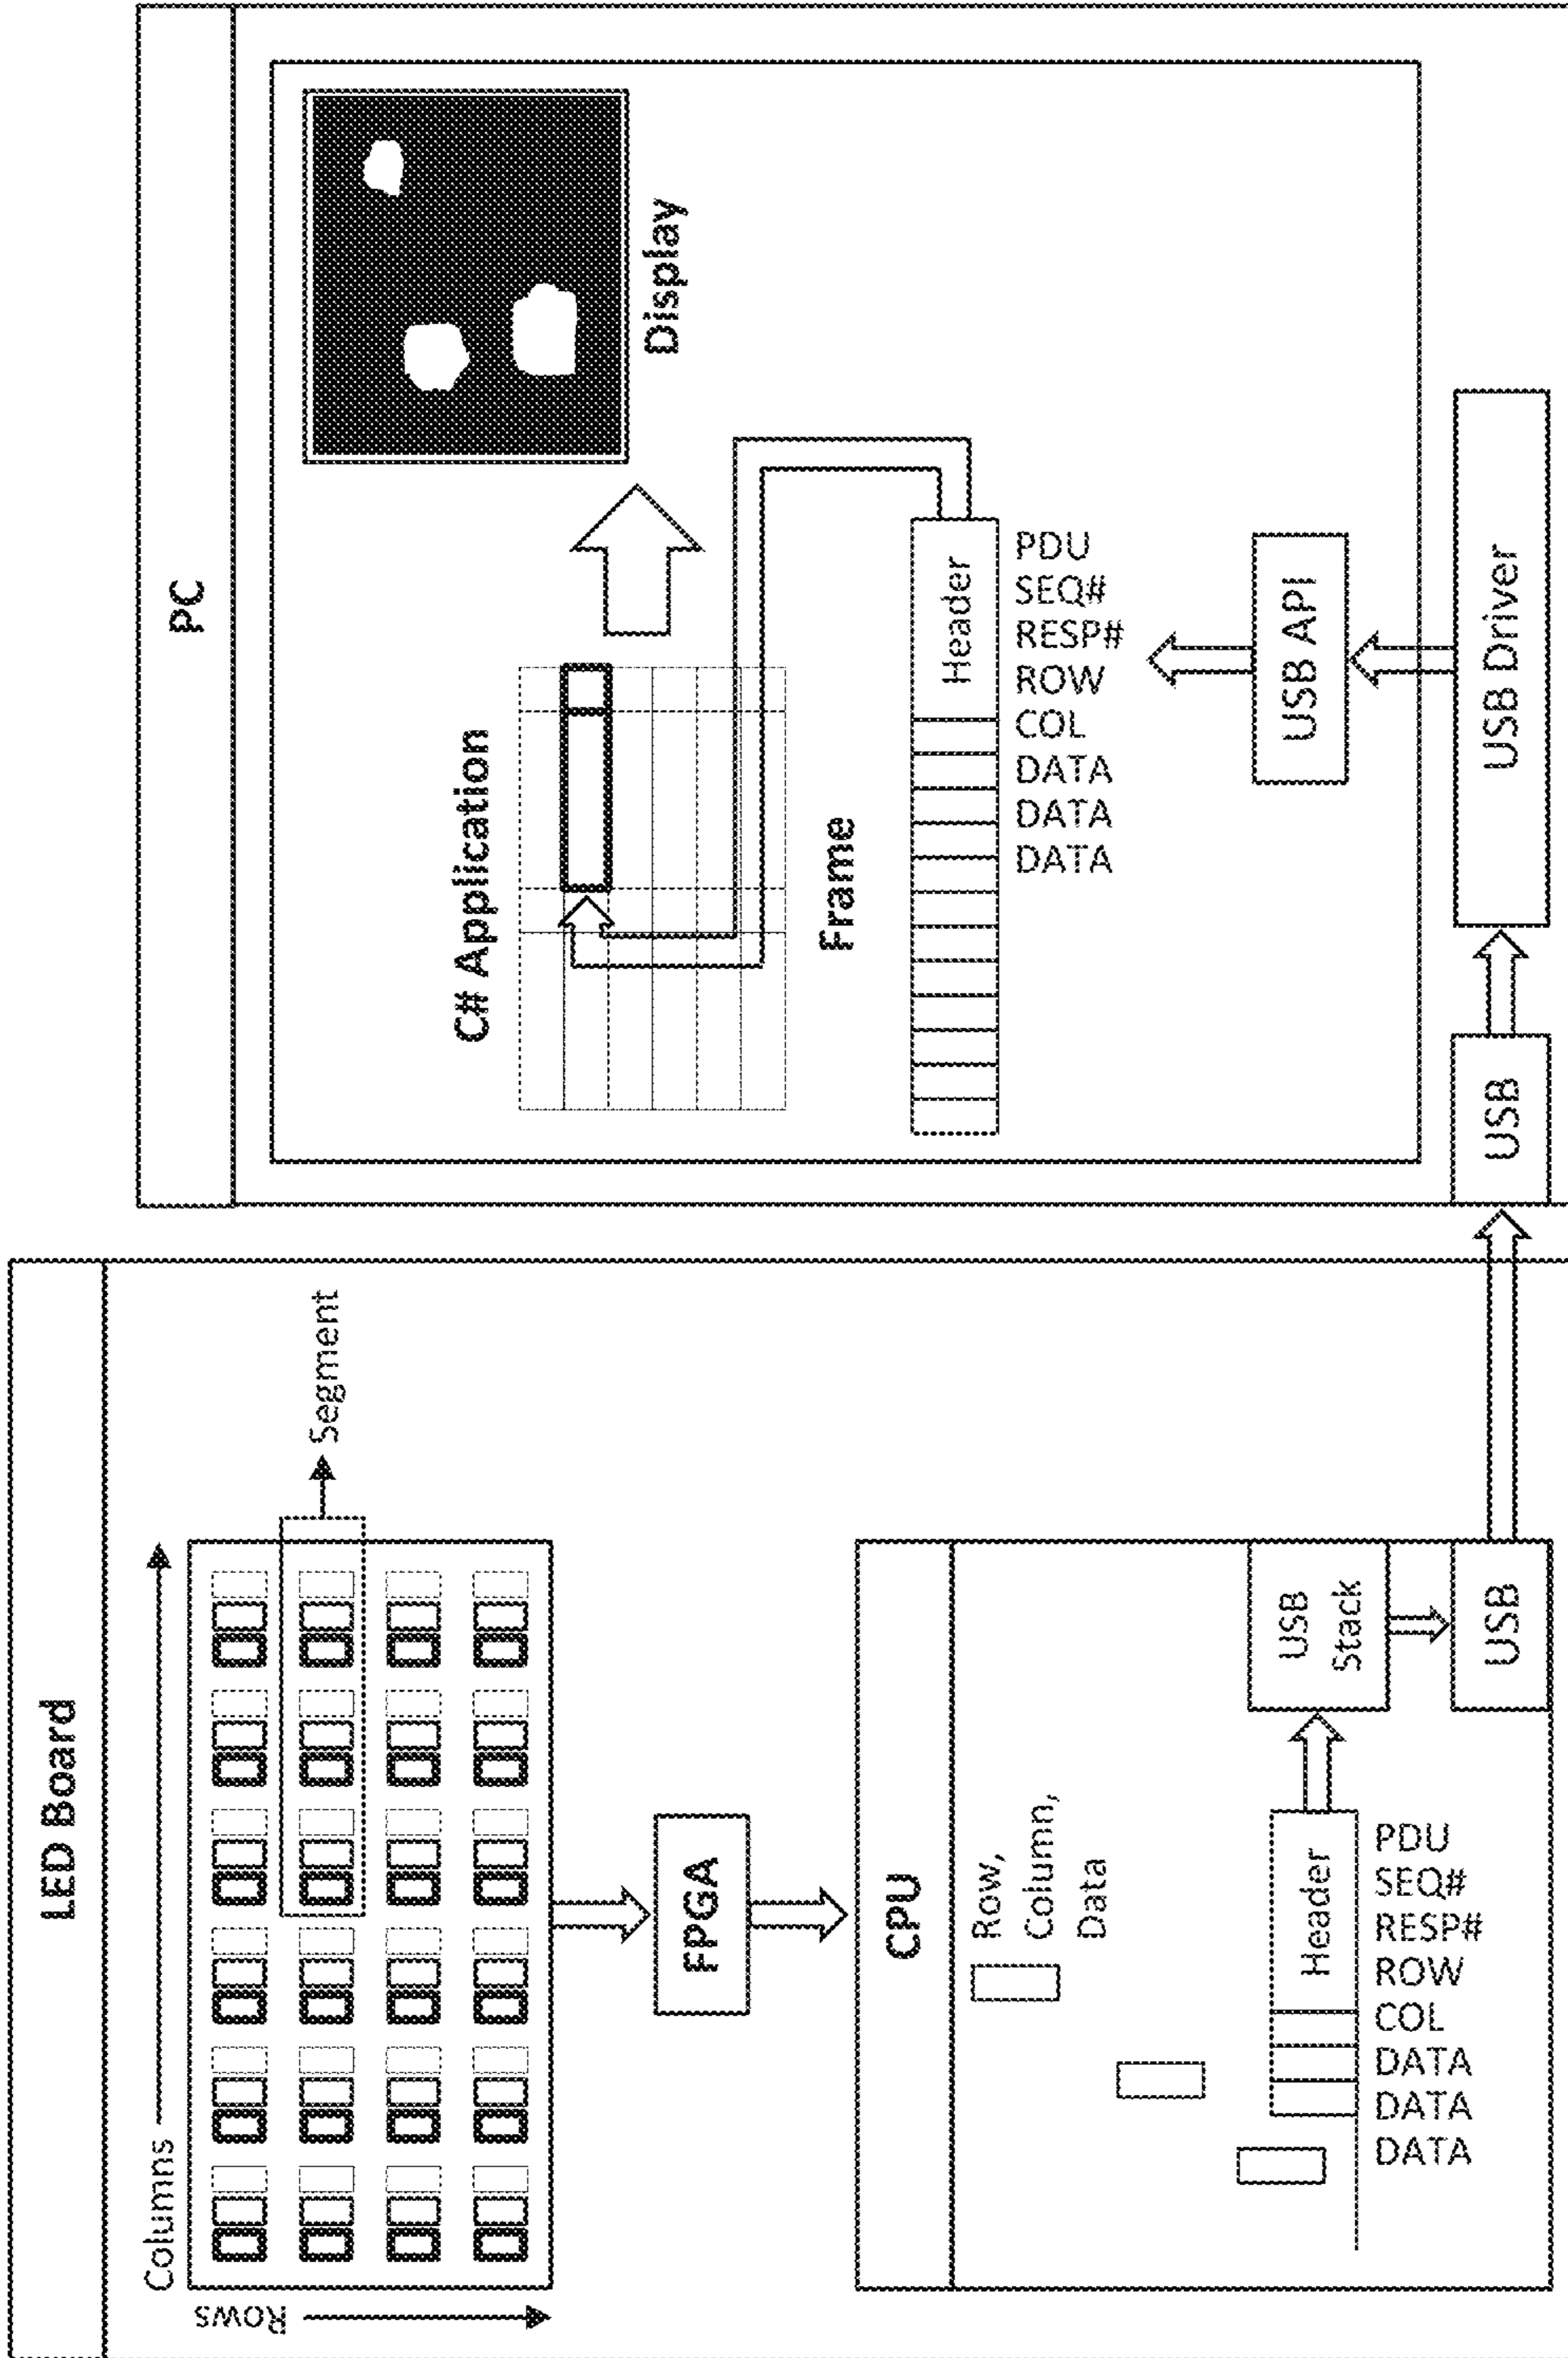 LED Board
Columns
Rows
Segment
FPGA
CPU
Row,
Column,
Data
Header
PDU
SEQ#
RESP#
ROW
COL
DATA
DATA
DATA
USB
Stack
USB
PC
C# Application
Display
Frame
Header
PDU
SEQ#
RESP#
ROW
COL
DATA
DATA
DATA
USB API
USB
USB Driver